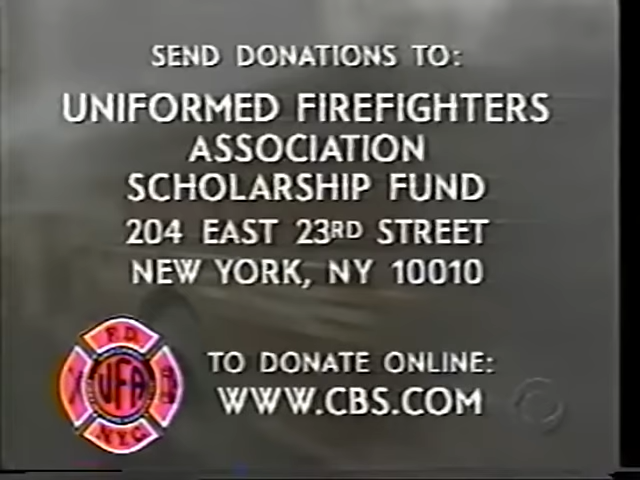 SEND DONATIONS TO:
UNIFORMED FIREFIGHTERS
ASSOCIATION
SCHOLARSHIP FUND
204 EAST 23RD STREET
NEW YORK, NY 10010
F.D.
UFA
N.Y.C.
TO DONATE ONLINE:
WWW.CBS.COM